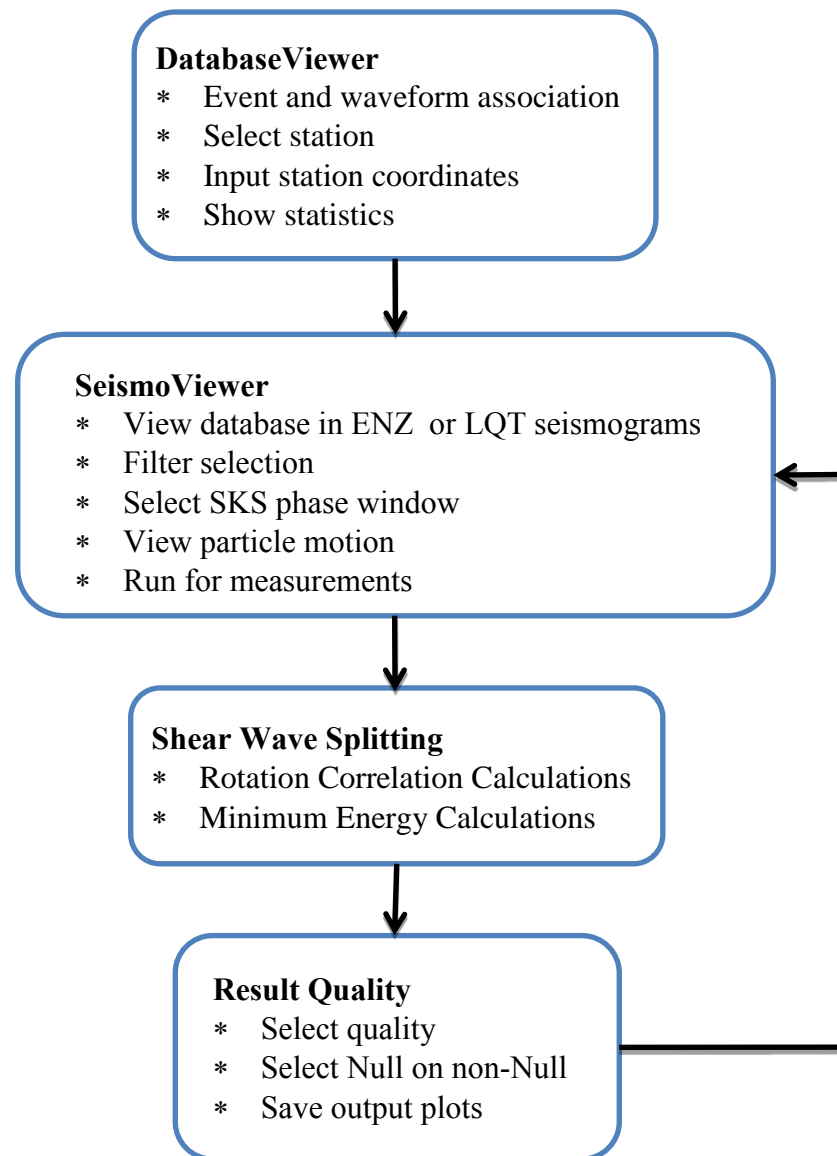 DatabaseViewer
* Event and waveform association
* Select station
* Input station coordinates
* Show statistics
SeismoViewer
* View database in ENZ or LQT seismograms
* Filter selection
* Select SKS phase window
* View particle motion
* Run for measurements
Shear Wave Splitting
* Rotation Correlation Calculations
* Minimum Energy Calculations
Result Quality
* Select quality
* Select Null on non-Null
* Save output plots